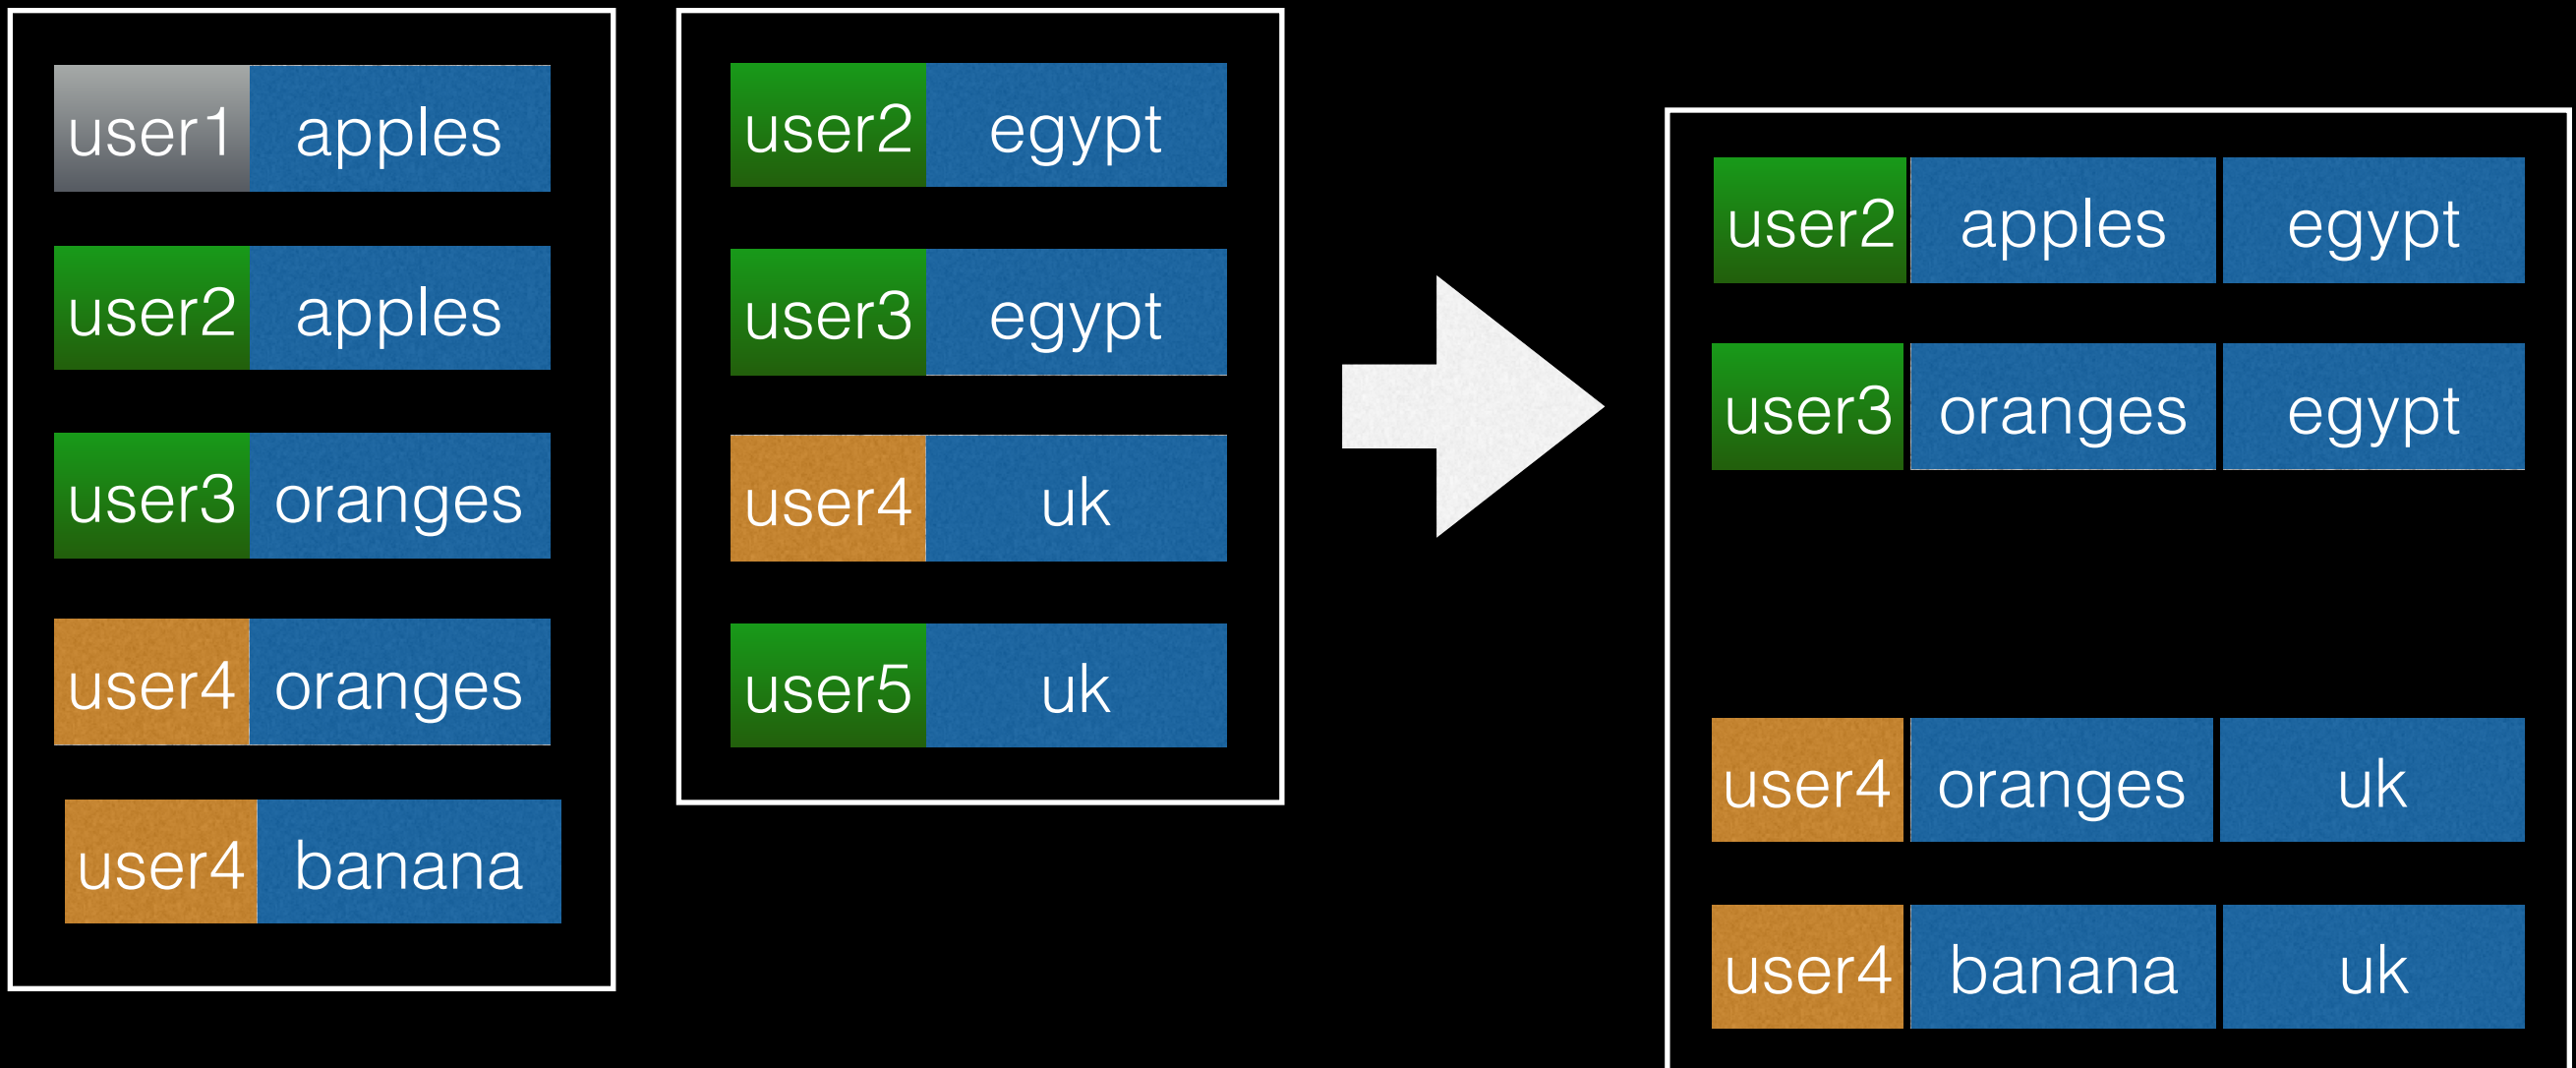 user1 apples
user2 apples
user3 oranges
user4 oranges
user4 banana
user2 egypt
user3 egypt
user4 uk
user5 uk
user2 apples egypt
user3 oranges egypt
user4 oranges uk
user4 banana uk